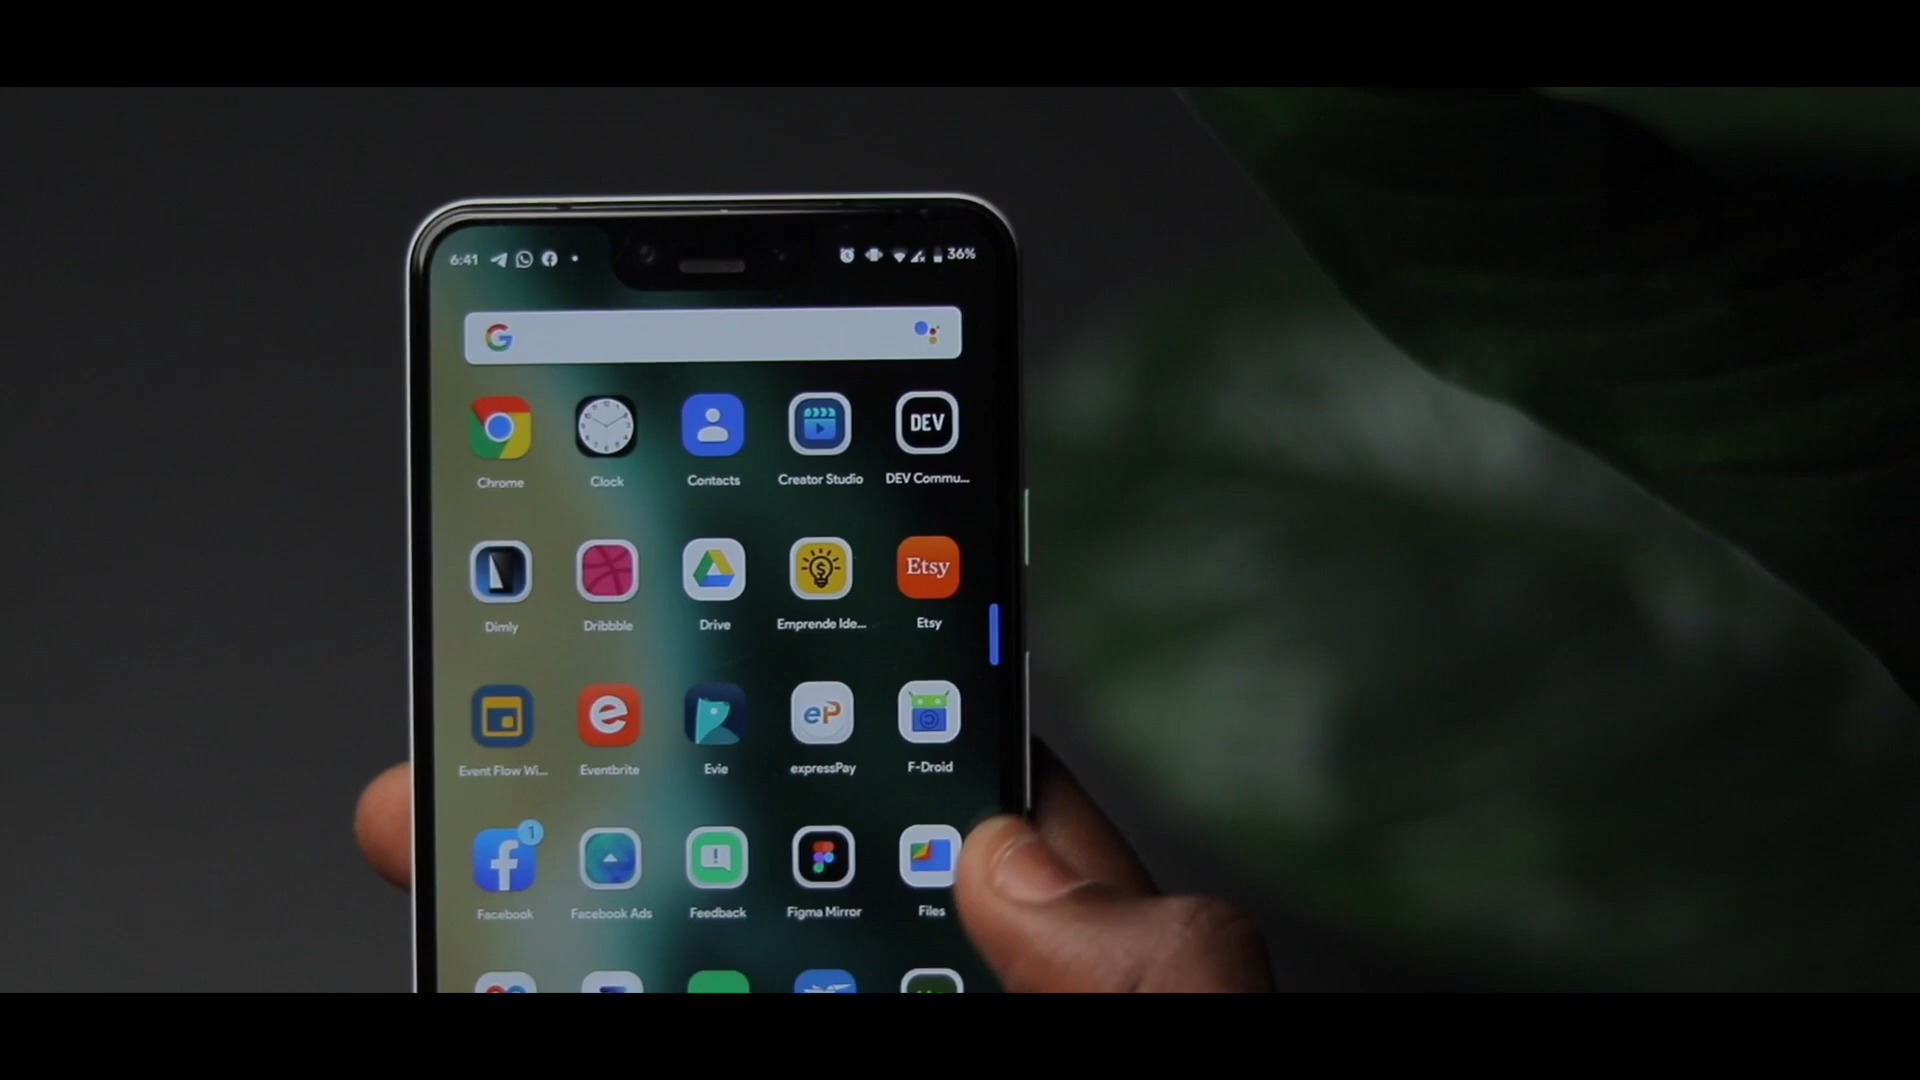 6:41
36%
Chrome
Clock
Contacts
Creator Studio
DEV
DEV Commu...
Dimly
Dribbble
Drive
Emprende Ide...
Etsy
Etsy
Event Flow Wi...
Eventbrite
Evie
eP
expressPay
F-Droid
1
Facebook
Facebook Ads
Feedback
Figma Mirror
Files